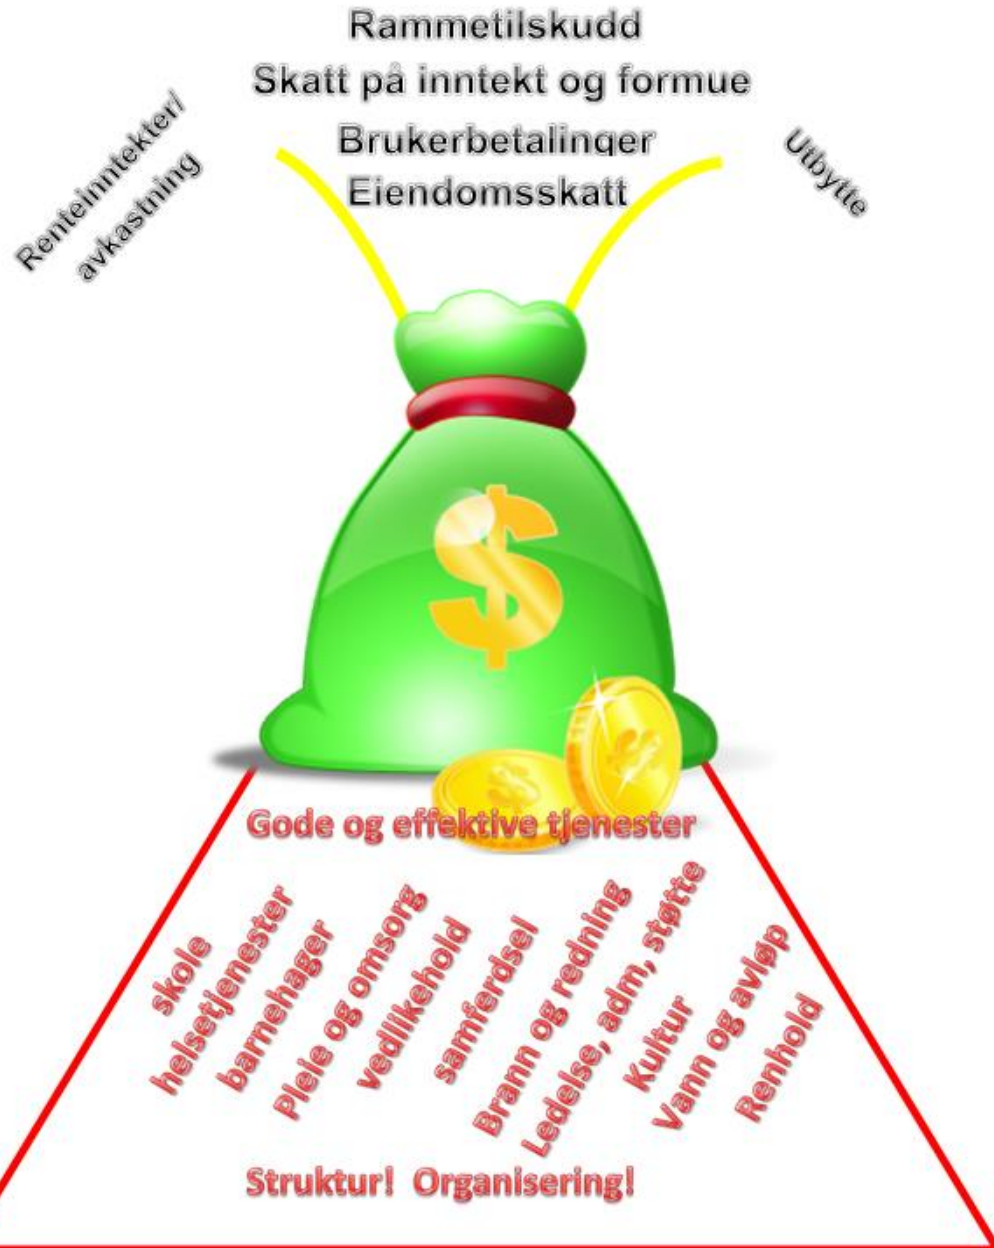 Rammetilskudd
Skatt på inntekt og formue
Brukerbetalinger
Eiendomsskatt
Renteinntekter/
avkastning
Utbytte
$
Gode og effektive tjenester
skole
helsetjenester
barnehager
Pleie og omsorg
vedlikehold
samferdsel
Brann og redning
Ledelse, adm, støtte
Kultur
Vann og avløp
Renhold
Struktur! Organisering!